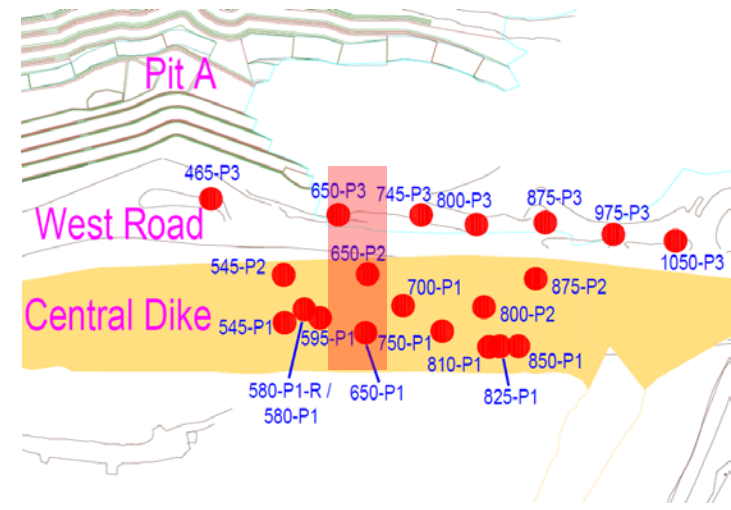 Pit A
465-P3
650-P3
745-P3
800-P3
875-P3
975-P3
1050-P3
West Road
545-P2
650-P2
875-P2
700-P1
800-P2
Central Dike
545-P1
595-P1
750-P1
810-P1
850-P1
580-P1-R /
580-P1
650-P1
825-P1